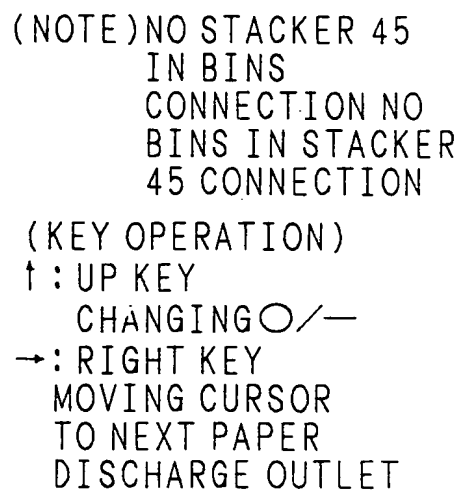 (NOTE) NO STACKER 45
IN BINS
CONNECTION NO
BINS IN STACKER
45 CONNECTION
(KEY OPERATION)
↑: UP KEY
CHANGING ○/—
→: RIGHT KEY
MOVING CURSOR
TO NEXT PAPER
DISCHARGE OUTLET